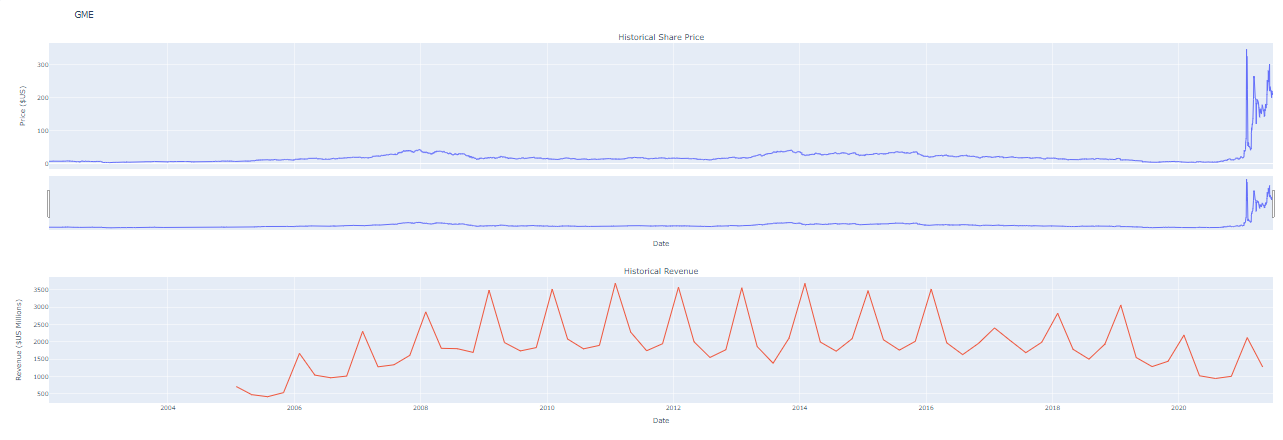 GME
Historical Share Price
300
200
100
0
Price ($US)
Date
Historical Revenue
3500
3000
2500
2000
1500
1000
500
Revenue ($US Millions)
2004 2006 2008 2010 2012 2014 2016 2018 2020
Date